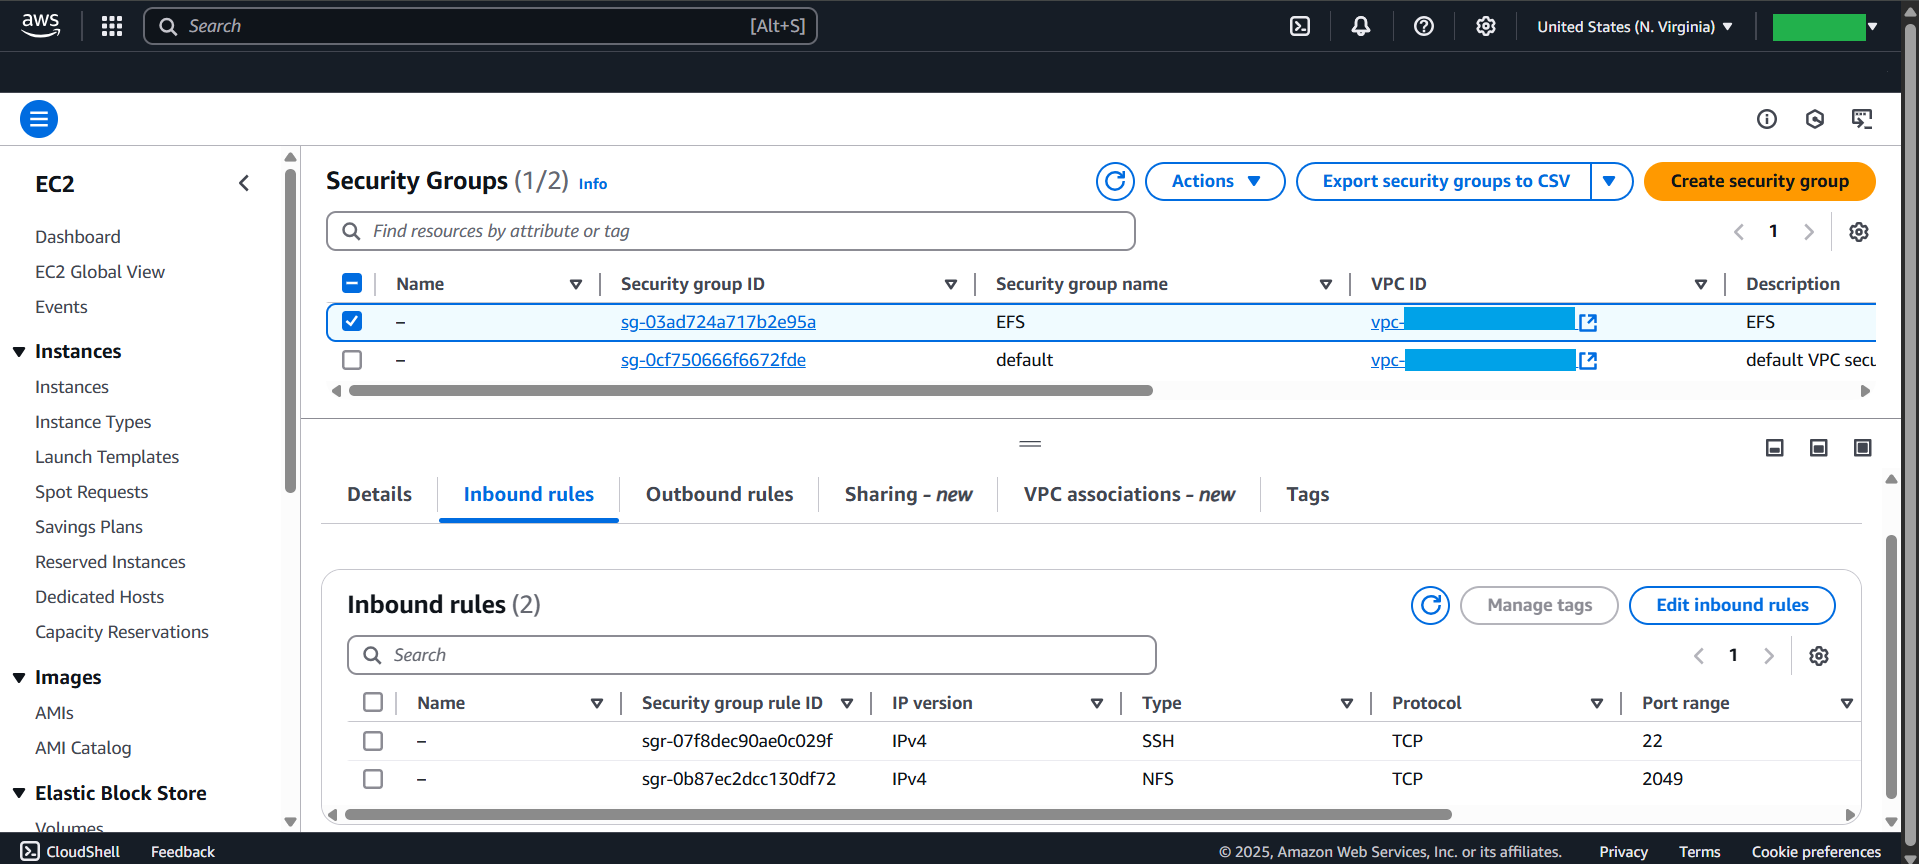 aws
Search [Alt+S] United States (N. Virginia)
EC2
Dashboard
EC2 Global View
Events
Instances
Instances
Instance Types
Launch Templates
Spot Requests
Savings Plans
Reserved Instances
Dedicated Hosts
Capacity Reservations
Images
AMIs
AMI Catalog
Elastic Block Store
Volumes
Security Groups (1/2) Info
Actions Export security groups to CSV Create security group
Find resources by attribute or tag 1
Name Security group ID Security group name VPC ID Description
– sg-03ad724a717b2e95a EFS vpc- EFS
– sg-0cf750666f6672fde default vpc- default VPC secu
Details Inbound rules Outbound rules Sharing - new VPC associations - new Tags
Inbound rules (2) Manage tags Edit inbound rules
Search 1
Name Security group rule ID IP version Type Protocol Port range
– sgr-07f8dec90ae0c029f IPv4 SSH TCP 22
– sgr-0b87ec2dcc130df72 IPv4 NFS TCP 2049
CloudShell Feedback © 2025, Amazon Web Services, Inc. or its affiliates. Privacy Terms Cookie preferences